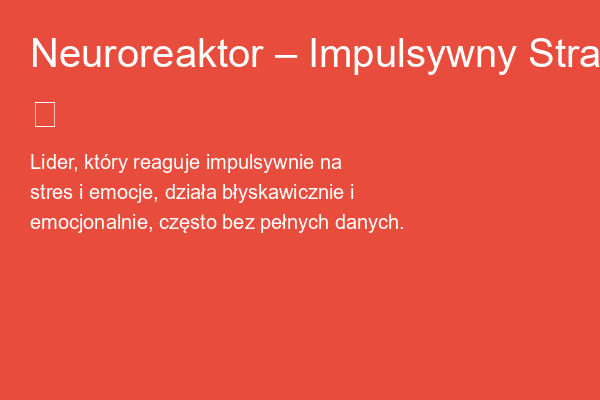 Neuroreaktor – Impulsywny Stra
Lider, który reaguje impulsywnie na
stres i emocje, działa błyskawicznie i
emocjonalnie, często bez pełnych danych.